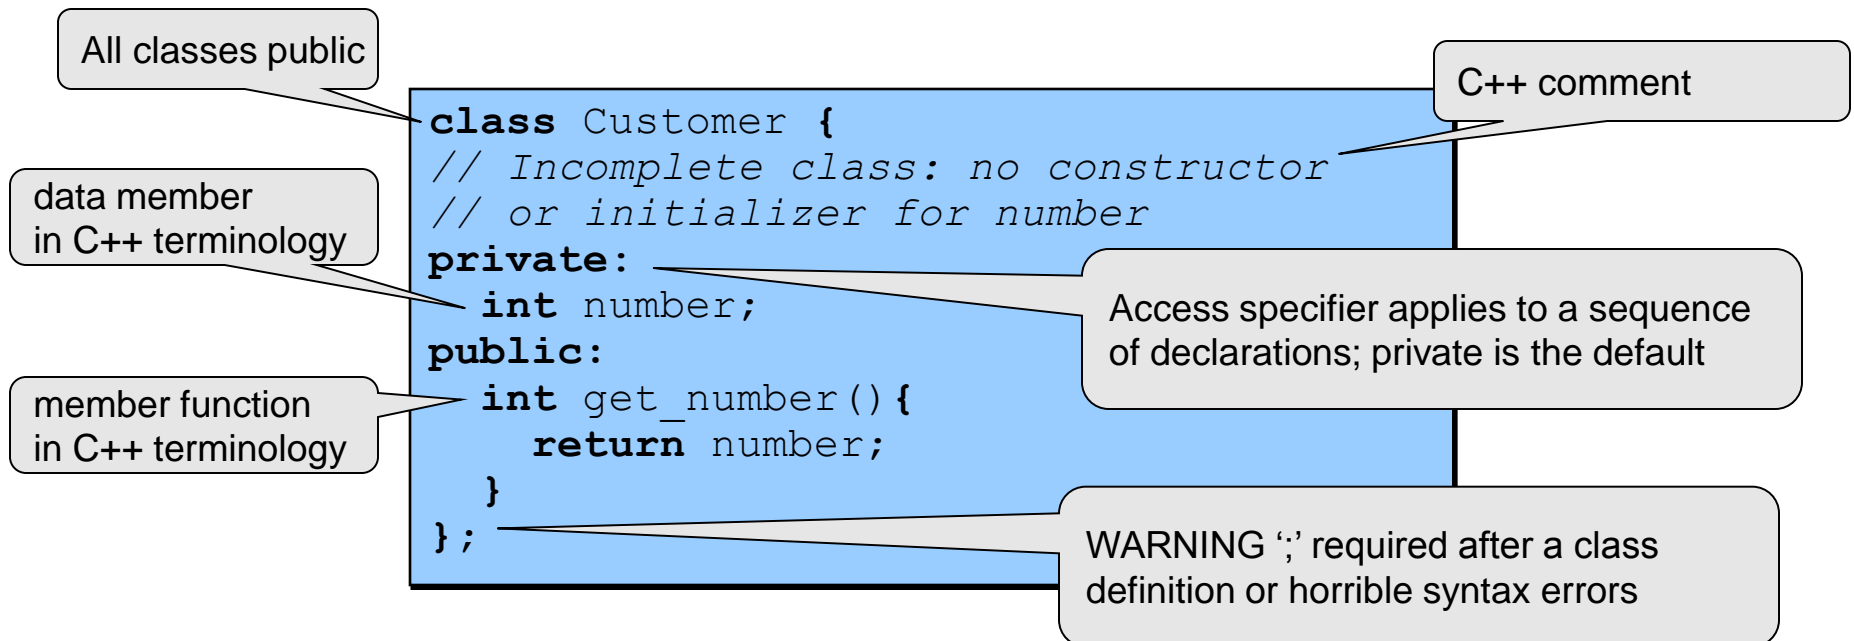 All classes public
C++ comment
class Customer {
// Incomplete class: no constructor
// or initializer for number
private:
int number;
public:
int get_number(){
return number;
}
};
data member
in C++ terminology
member function
in C++ terminology
Access specifier applies to a sequence
of declarations; private is the default
WARNING ‘;’ required after a class
definition or horrible syntax errors